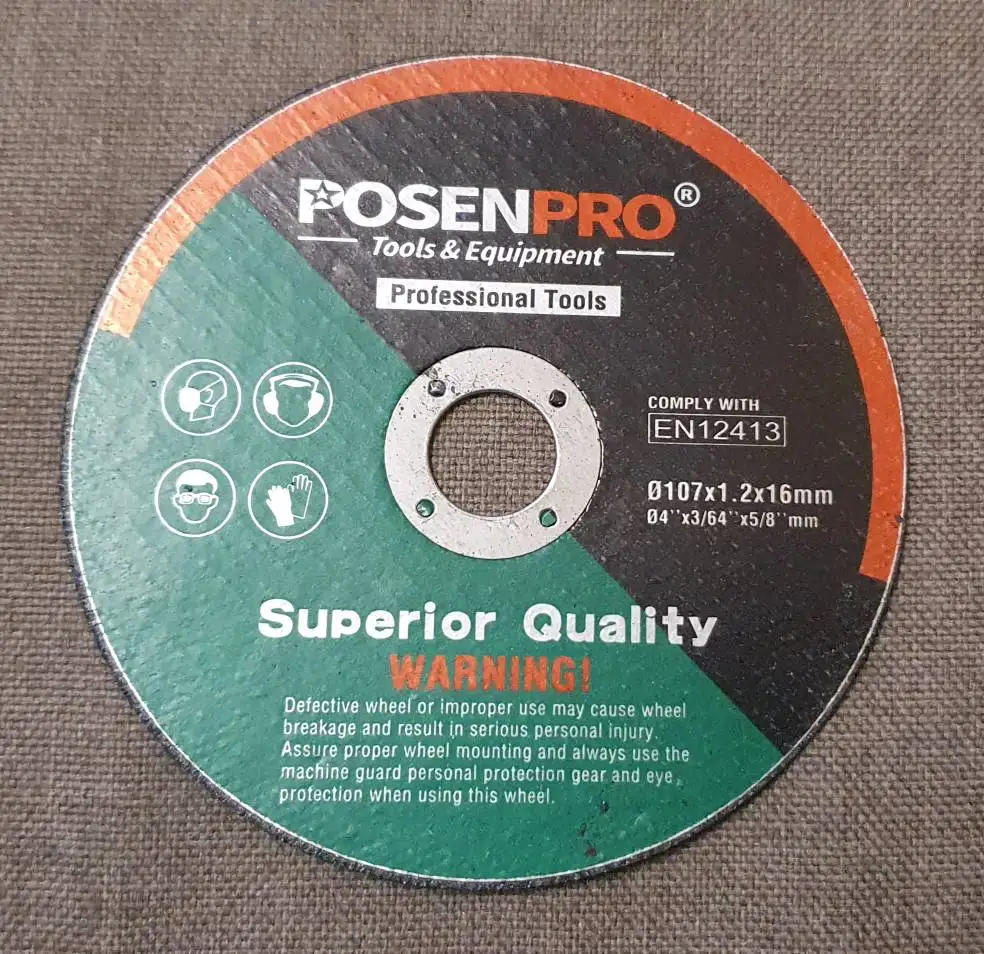 POSENPRO®
Tools & Equipment
Professional Tools
COMPLY WITH
EN12413
Ø107x1.2x16mm
Ø4''x3/64''x5/8''mm
Superior Quality
WARNING!
Defective wheel or improper use may cause wheel
breakage and result in serious personal injury.
Assure proper wheel mounting and always use the
machine guard personal protection gear and eye,
protection when using this wheel.